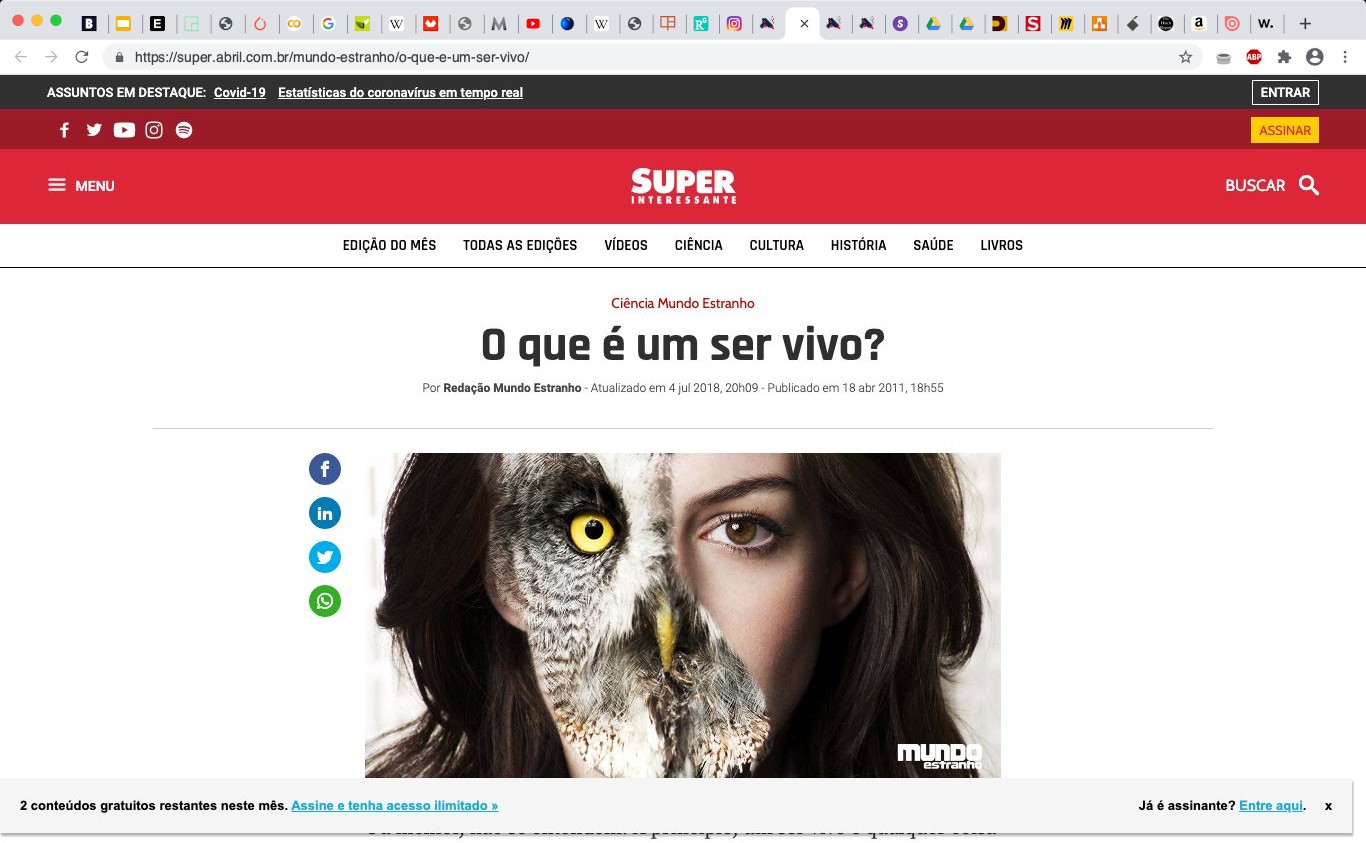 https://super.abril.com.br/mundo-estranho/o-que-e-um-ser-vivo/
ABP
ASSUNTOS EM DESTAQUE: Covid-19 Estatísticas do coronavírus em tempo real
ENTRAR
ASSINAR
MENU
SUPER
INTERESSANTE
BUSCAR
EDIÇÃO DO MÊS TODAS AS EDIÇÕES VÍDEOS CIÊNCIA CULTURA HISTÓRIA SAÚDE LIVROS
Ciência Mundo Estranho
O que é um ser vivo?
Por Redação Mundo Estranho - Atualizado em 4 jul 2018, 20h09 - Publicado em 18 abr 2011, 18h55
MUNDO
estranho
2 conteúdos gratuitos restantes neste mês. Assine e tenha acesso ilimitado »
Já é assinante? Entre aqui. x